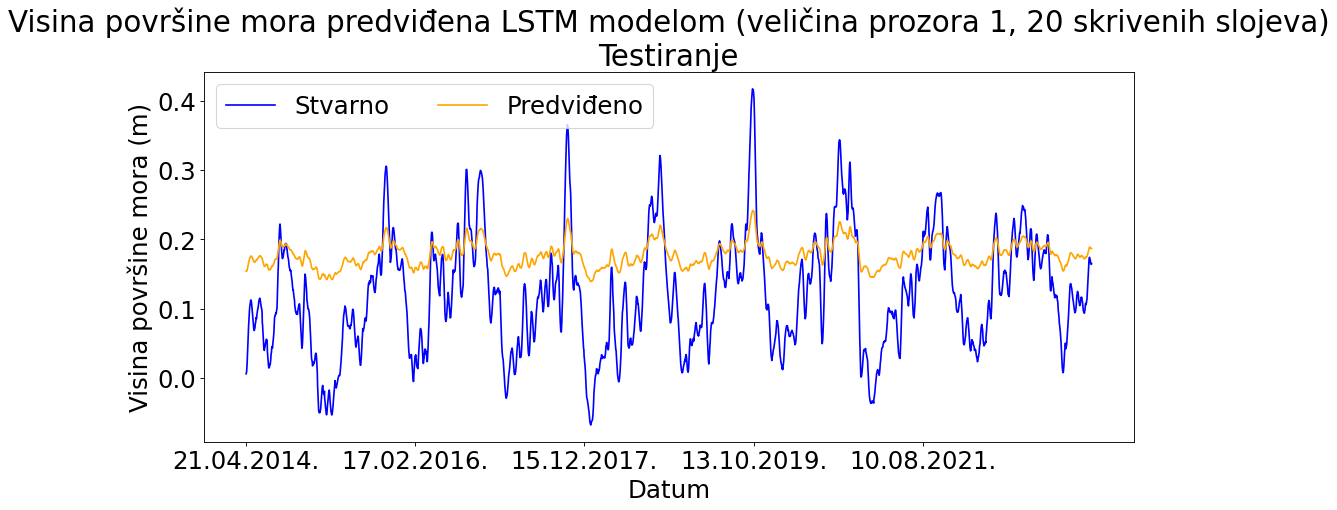 Visina površine mora predviđena LSTM modelom (veličina prozora 1, 20 skrivenih slojeva)
Testiranje
Stvarno Predviđeno
Visina površine mora (m)
0.4
0.3
0.2
0.1
0.0
21.04.2014. 17.02.2016. 15.12.2017. 13.10.2019. 10.08.2021.
Datum